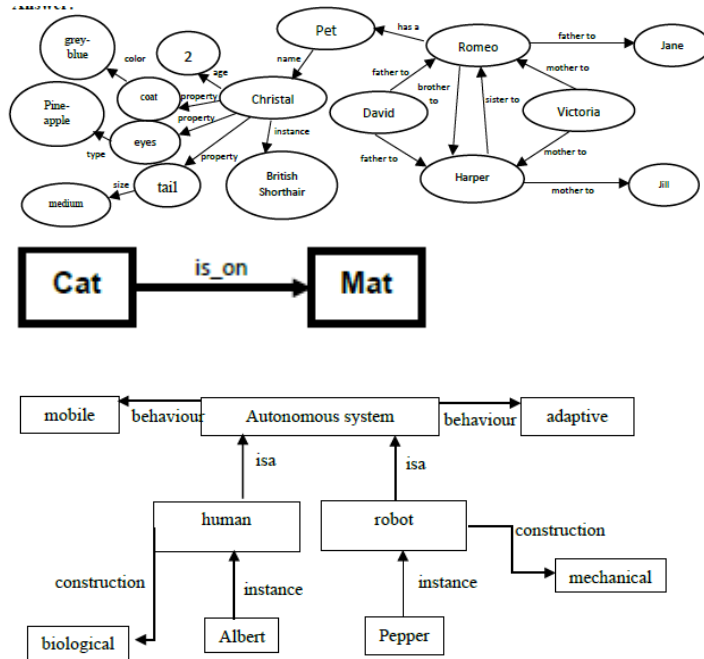 Answer:
grey-
blue
color
2
age
Pet
has a
Romeo
father to
Jane
name
mother to
father to
brother
to
sister to
Pine-
apple
coat
property
Christal
David
Victoria
property
eyes
type
property
instance
father to
mother to
size
tail
medium
British
Shorthair
Harper
mother to
Jill
Cat
is_on
Mat
mobile
behaviour
Autonomous system
behaviour
adaptive
isa
isa
human
robot
construction
construction
instance
instance
mechanical
biological
Albert
Pepper